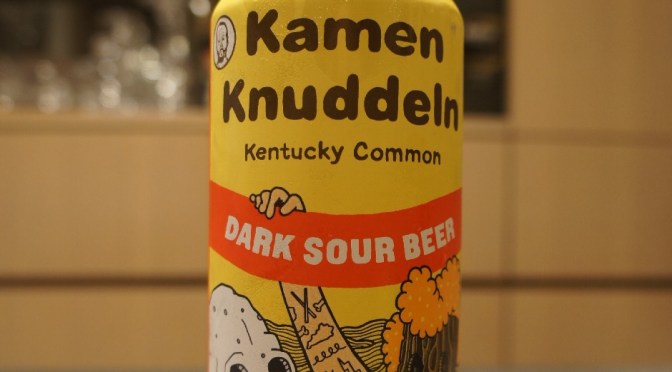 Kamen
Knuddeln
Kentucky Common
DARK SOUR BEER